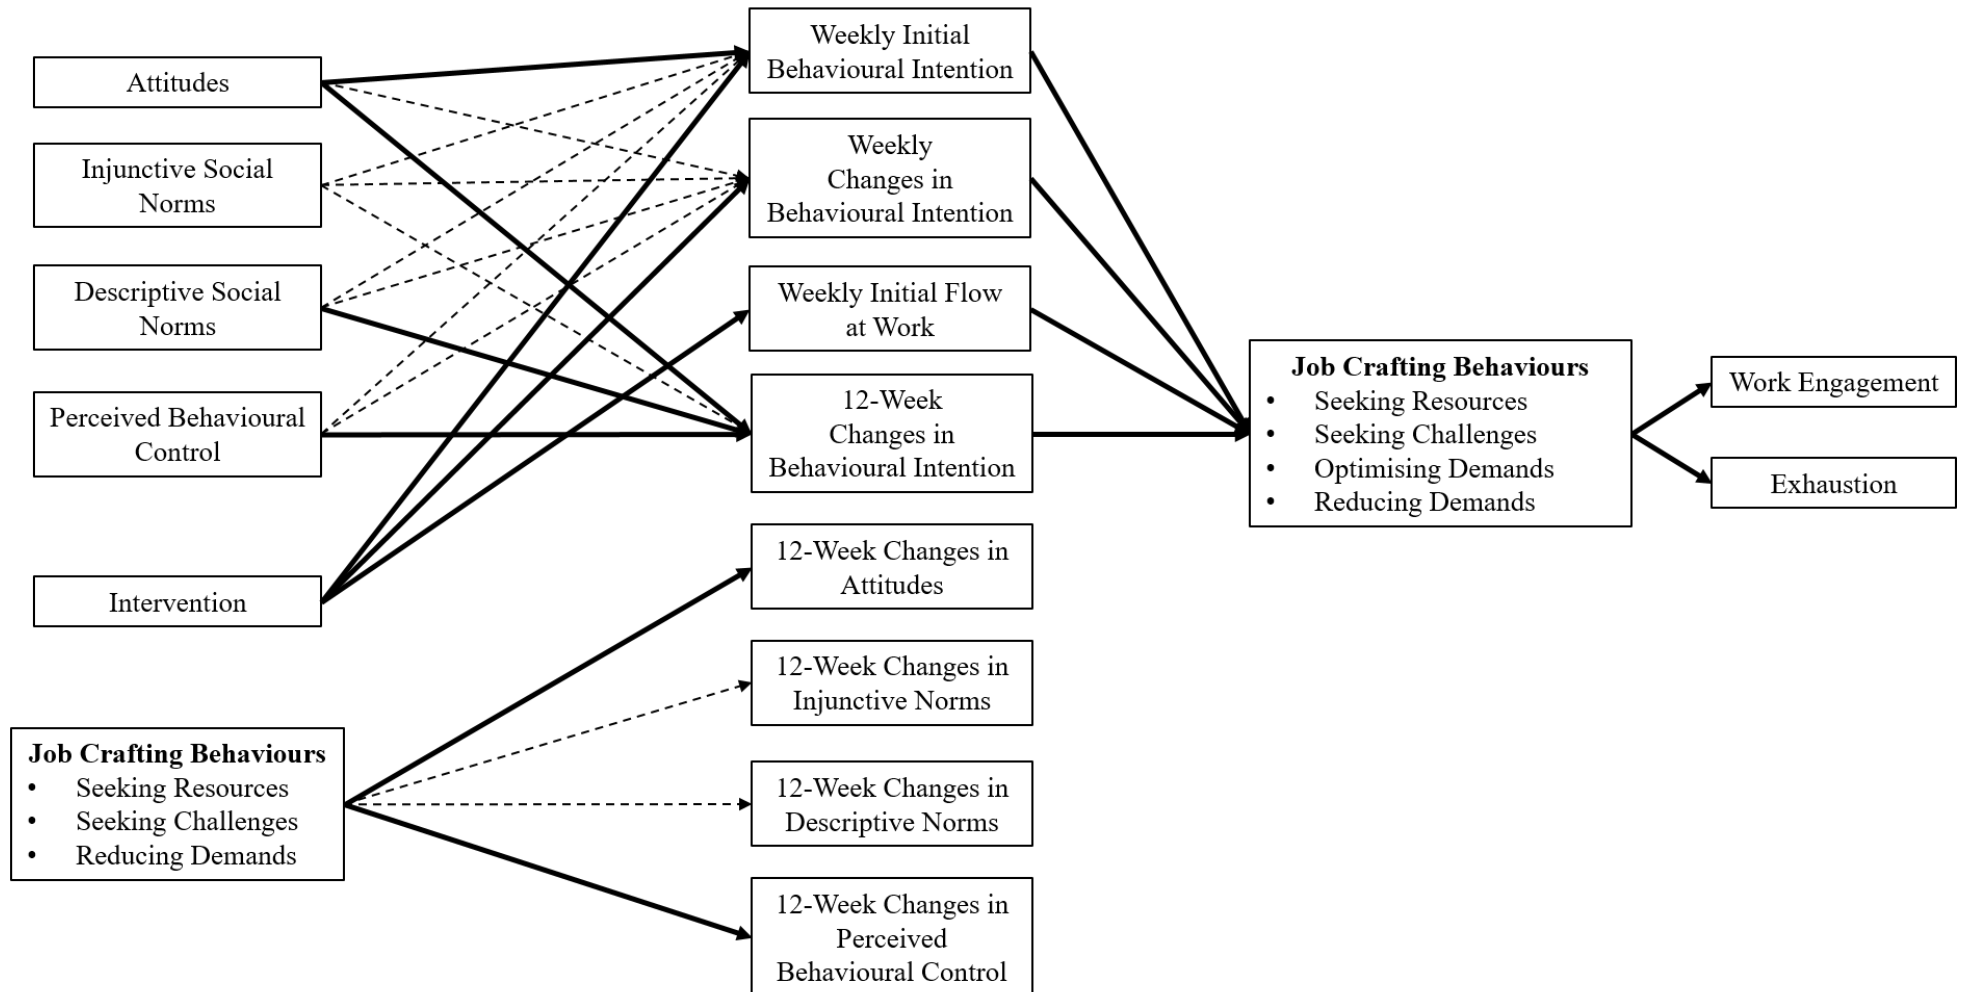 Attitudes
Injunctive Social
Norms
Descriptive Social
Norms
Perceived Behavioural
Control
Intervention
Job Crafting Behaviours
• Seeking Resources
• Seeking Challenges
• Reducing Demands
Weekly Initial
Behavioural Intention
Weekly
Changes in
Behavioural Intention
Weekly Initial Flow
at Work
12-Week
Changes in
Behavioural Intention
12-Week Changes in
Attitudes
12-Week Changes in
Injunctive Norms
12-Week Changes in
Descriptive Norms
12-Week Changes in
Perceived
Behavioural Control
Job Crafting Behaviours
• Seeking Resources
• Seeking Challenges
• Optimising Demands
• Reducing Demands
Work Engagement
Exhaustion